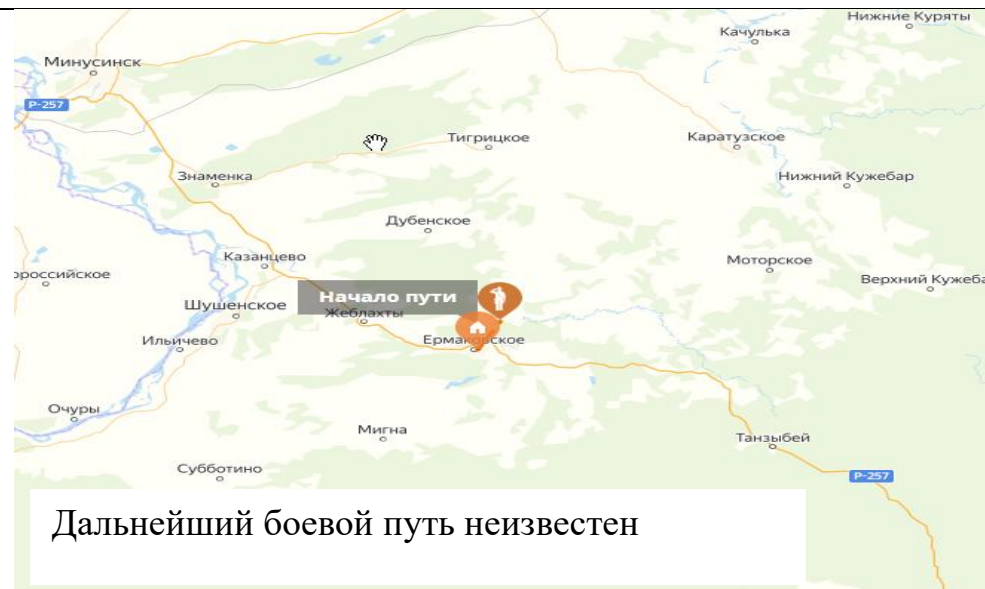 Нижние Куряты
Качулька
Минусинск
Р-257
Тигрицкое
Каратузское
Знаменка
Нижний Кужебар
Дубенское
Казанцево
Моторское
ороссийское
Верхний Кужеба
Начало пути
Шушенское
Жеблахты
Ильичево
Ермаковское
Очуры
Мигна
Танзыбей
Субботино
Р-257
Дальнейший боевой путь неизвестен